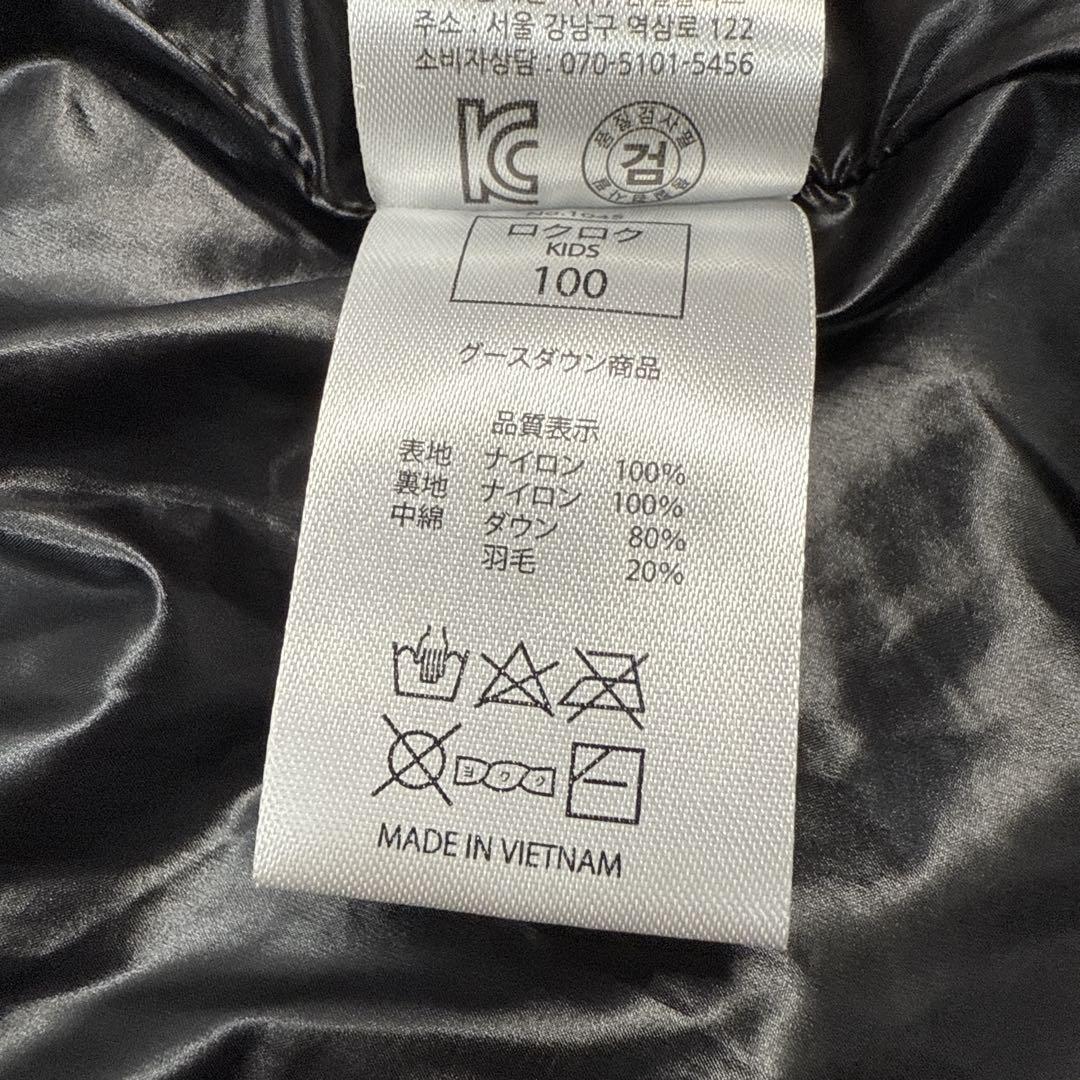 주소 : 서울 강남구 역삼로 122
소비자상담 : 070-5101-5456
검
No.1045
ロクロク
KIDS
100
グースダウン商品
品質表示
表地 ナイロン 100%
裏地 ナイロン 100%
中綿 ダウン 80%
羽毛 20%
MADE IN VIETNAM